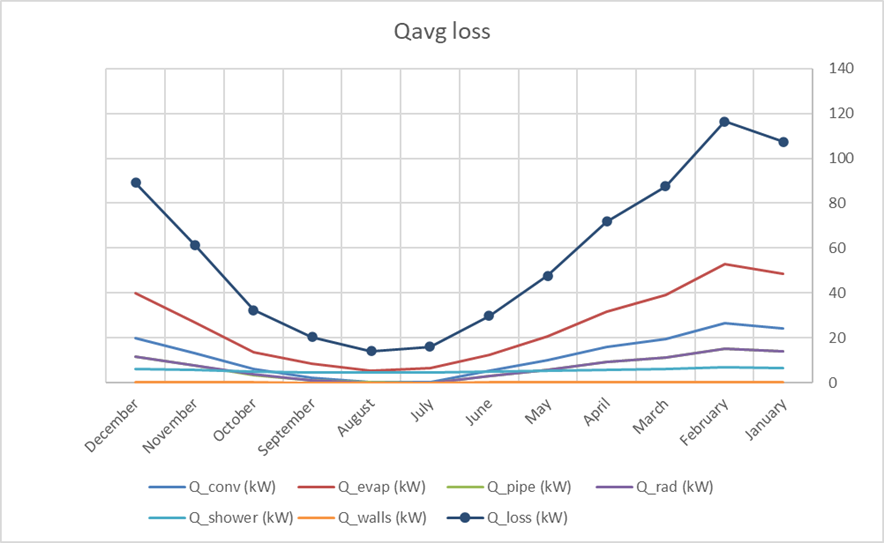 Qavg loss
140
120
100
80
60
40
20
0
December
November
October
September
August
July
June
May
April
March
February
January
Q_conv (kW) Q_evap (kW) Q_pipe (kW) Q_rad (kW)
Q_shower (kW) Q_walls (kW) Q_loss (kW)